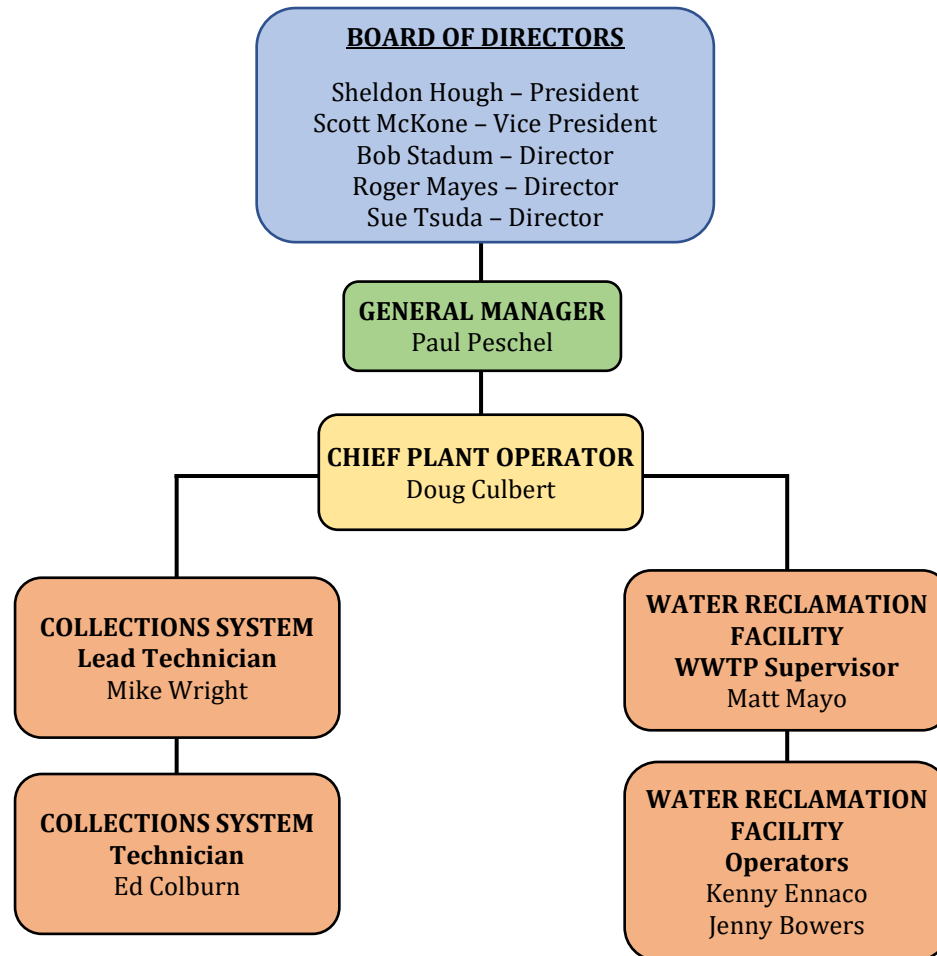 BOARD OF DIRECTORS
Sheldon Hough – President
Scott McKone – Vice President
Bob Stadum – Director
Roger Mayes – Director
Sue Tsuda – Director
GENERAL MANAGER
Paul Peschel
CHIEF PLANT OPERATOR
Doug Culbert
COLLECTIONS SYSTEM
Lead Technician
Mike Wright
COLLECTIONS SYSTEM
Technician
Ed Colburn
WATER RECLAMATION
FACILITY
WWTP Supervisor
Matt Mayo
WATER RECLAMATION
FACILITY
Operators
Kenny Ennaco
Jenny Bowers